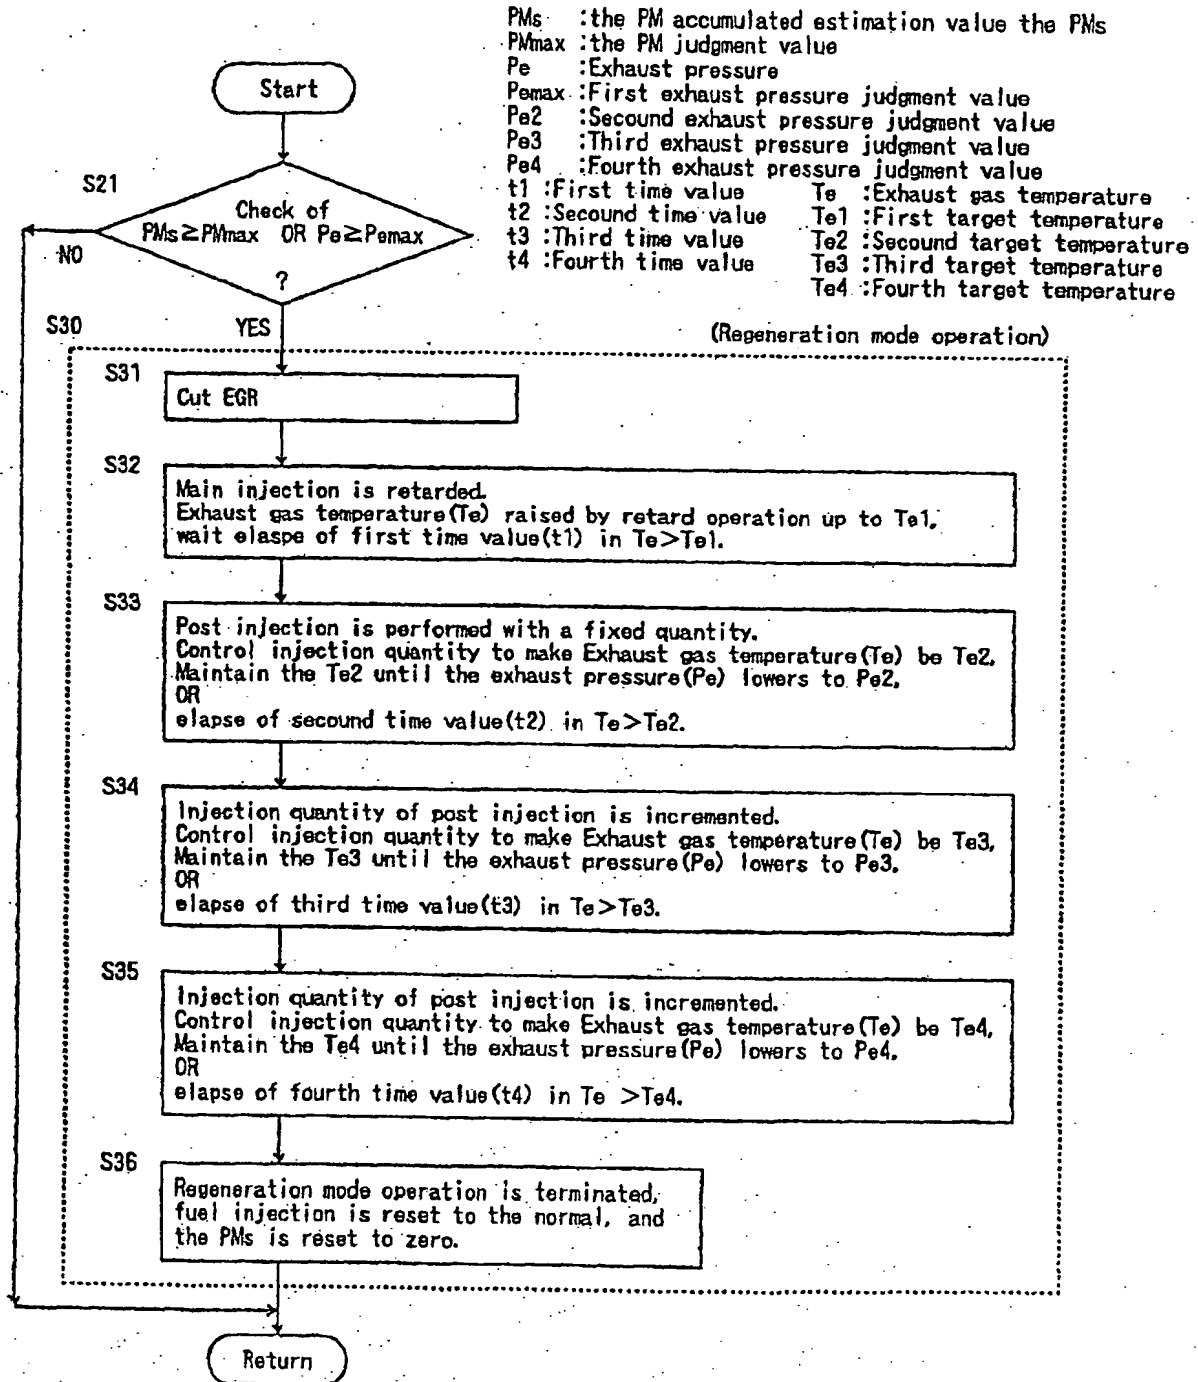 PMs :the PM accumulated estimation value the PMs
PMmax :the PM judgment value
Pe :Exhaust pressure
Pemax :First exhaust pressure judgment value
Pe2 :Secound exhaust pressure judgment value
Pe3 :Third exhaust pressure judgment value
Pe4 :Fourth exhaust pressure judgment value
t1 :First time value
t2 :Secound time value
t3 :Third time value
t4 :Fourth time value
Te :Exhaust gas temperature
Te1 :First target temperature
Te2 :Secound target temperature
Te3 :Third target temperature
Te4 :Fourth target temperature
Start
S21
Check of
PMs≧PMmax OR Pe≧Pemax
?
NO
YES
S30
(Regeneration mode operation)
S31
Cut EGR
S32
Main injection is retarded.
Exhaust gas temperature(Te) raised by retard operation up to Te1,
wait elaspe of first time value(t1) in Te>Te1.
S33
Post injection is performed with a fixed quantity.
Control injection quantity to make Exhaust gas temperature(Te) be Te2,
Maintain the Te2 until the exhaust pressure(Pe) lowers to Pe2,
OR
elapse of second time value(t2) in Te>Te2.
S34
Injection quantity of post injection is incremented.
Control injection quantity to make Exhaust gas temperature(Te) be Te3,
Maintain the Te3 until the exhaust pressure(Pe) lowers to Pe3.
OR
elapse of third time value(t3) in Te>Te3.
S35
Injection quantity of post injection is incremented.
Control injection quantity to make Exhaust gas temperature(Te) be Te4,
Maintain the Te4 until the exhaust pressure(Pe) lowers to Pe4.
OR
elapse of fourth time value(t4) in Te >Te4.
S36
Regeneration mode operation is terminated,
fuel injection is reset to the normal, and
the PMs is reset to zero.
Return